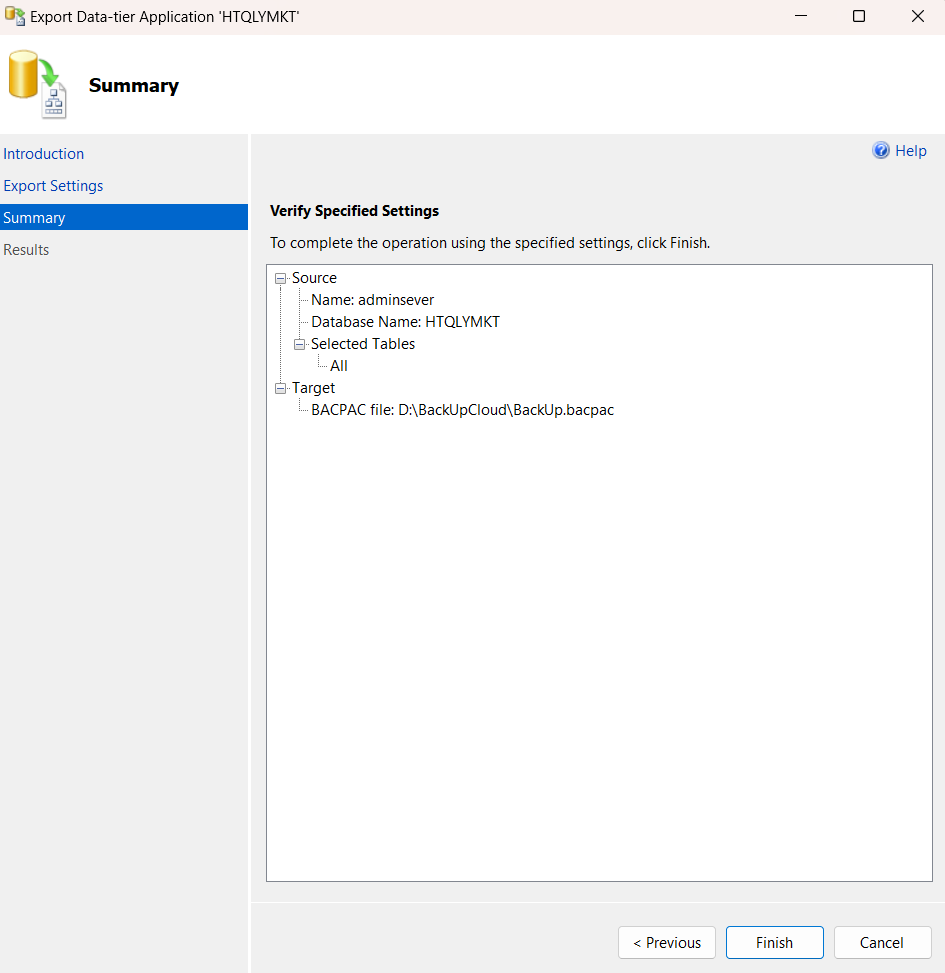 Export Data-tier Application 'HTQLYMKT'
Summary
Introduction
Export Settings
Summary
Results
Help
Verify Specified Settings
To complete the operation using the specified settings, click Finish.
Source
Name: adminsever
Database Name: HTQLYMKT
Selected Tables
All
Target
BACPAC file: D:\BackUpCloud\BackUp.bacpac
< Previous
Finish
Cancel